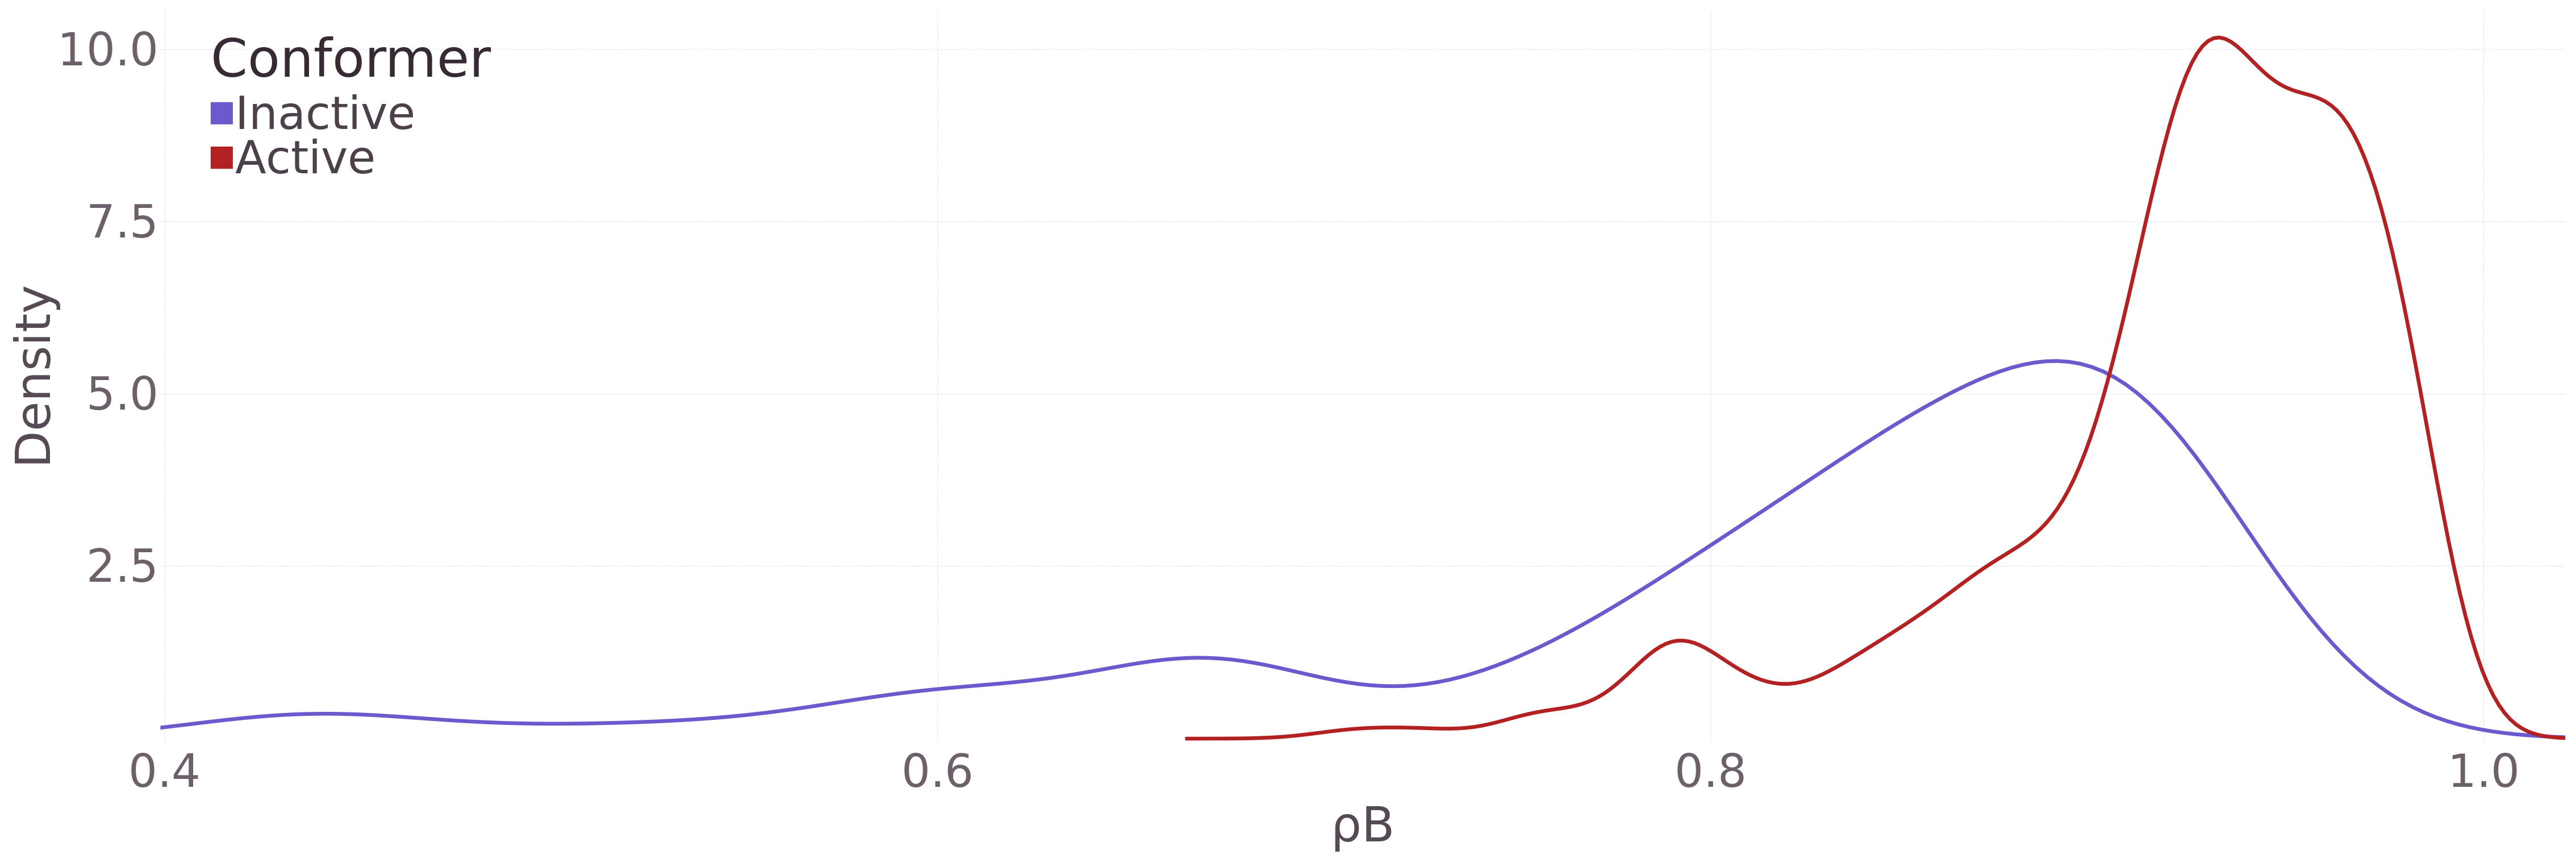 Conformer
Inactive
Active
Density
10.0
7.5
5.0
2.5
0.4 0.6 0.8 1.0
ρB